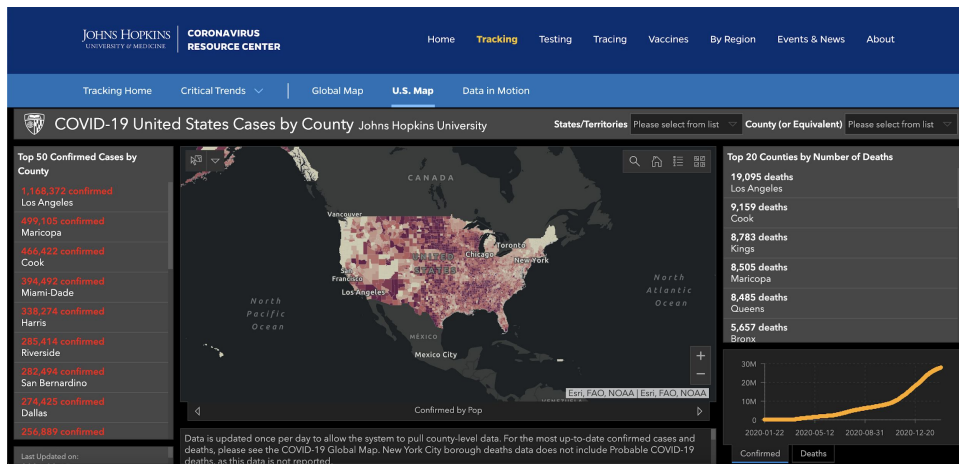 JOHNS HOPKINS
UNIVERSITY & MEDICINE
CORONAVIRUS
RESOURCE CENTER
Home
Tracking
Testing
Tracing
Vaccines
By Region
Events & News
About
Tracking Home
Critical Trends
Global Map
U.S. Map
Data in Motion
COVID-19 United States Cases by County Johns Hopkins University
States/Territories
Please select from list
County (or Equivalent)
Please select from list
Top 50 Confirmed Cases by
County
1,168,372 confirmed
Los Angeles
499,105 confirmed
Maricopa
466,422 confirmed
Cook
394,492 confirmed
Miami-Dade
338,274 confirmed
Harris
285,414 confirmed
Riverside
282,494 confirmed
San Bernardino
274,425 confirmed
Dallas
256,889 confirmed
Last Updated on:
CANADA
Vancouver
UNITED
STATES
Toronto
Chicago
New York
San
Francisco
Los Angeles
North
Pacific
Ocean
North
Atlantic
Ocean
MÉXICO
Mexico City
+
−
Esri, FAO, NOAA | Esri, FAO, NOAA
Confirmed by Pop
Data is updated once per day to allow the system to pull county-level data. For the most up-to-date confirmed cases and
deaths, please see the COVID-19 Global Map. New York City borough deaths data does not include Probable COVID-19
deaths, as this data is not reported.
Top 20 Counties by Number of Deaths
19,095 deaths
Los Angeles
9,159 deaths
Cook
8,783 deaths
Kings
8,505 deaths
Maricopa
8,485 deaths
Queens
5,657 deaths
Bronx
30M
20M
10M
0
2020-01-22
2020-05-12
2020-08-31
2020-12-20
Confirmed
Deaths